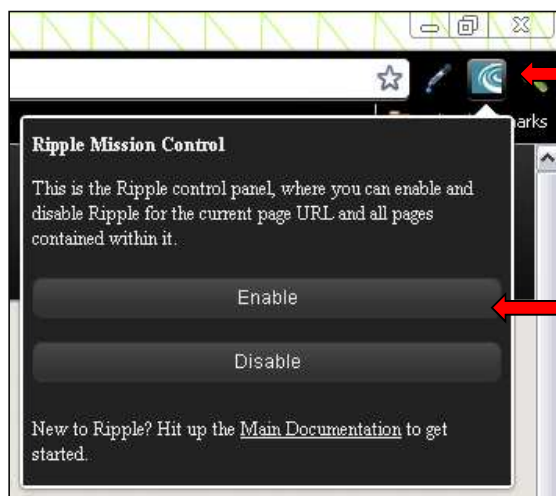 arks
Ripple Mission Control
This is the Ripple control panel, where you can enable and
disable Ripple for the current page URL and all pages
contained within it.
Enable
Disable
New to Ripple? Hit up the Main Documentation to get
started.